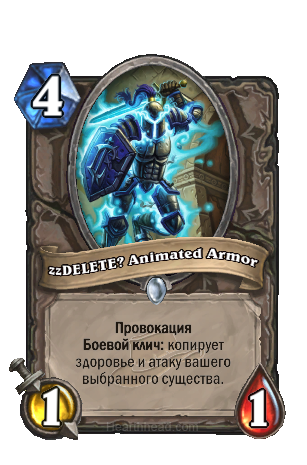 4
zzDELETE? Animated Armor
Провокация
Боевой клич: копирует
здоровье и атаку вашего
выбранного существа.
1
1